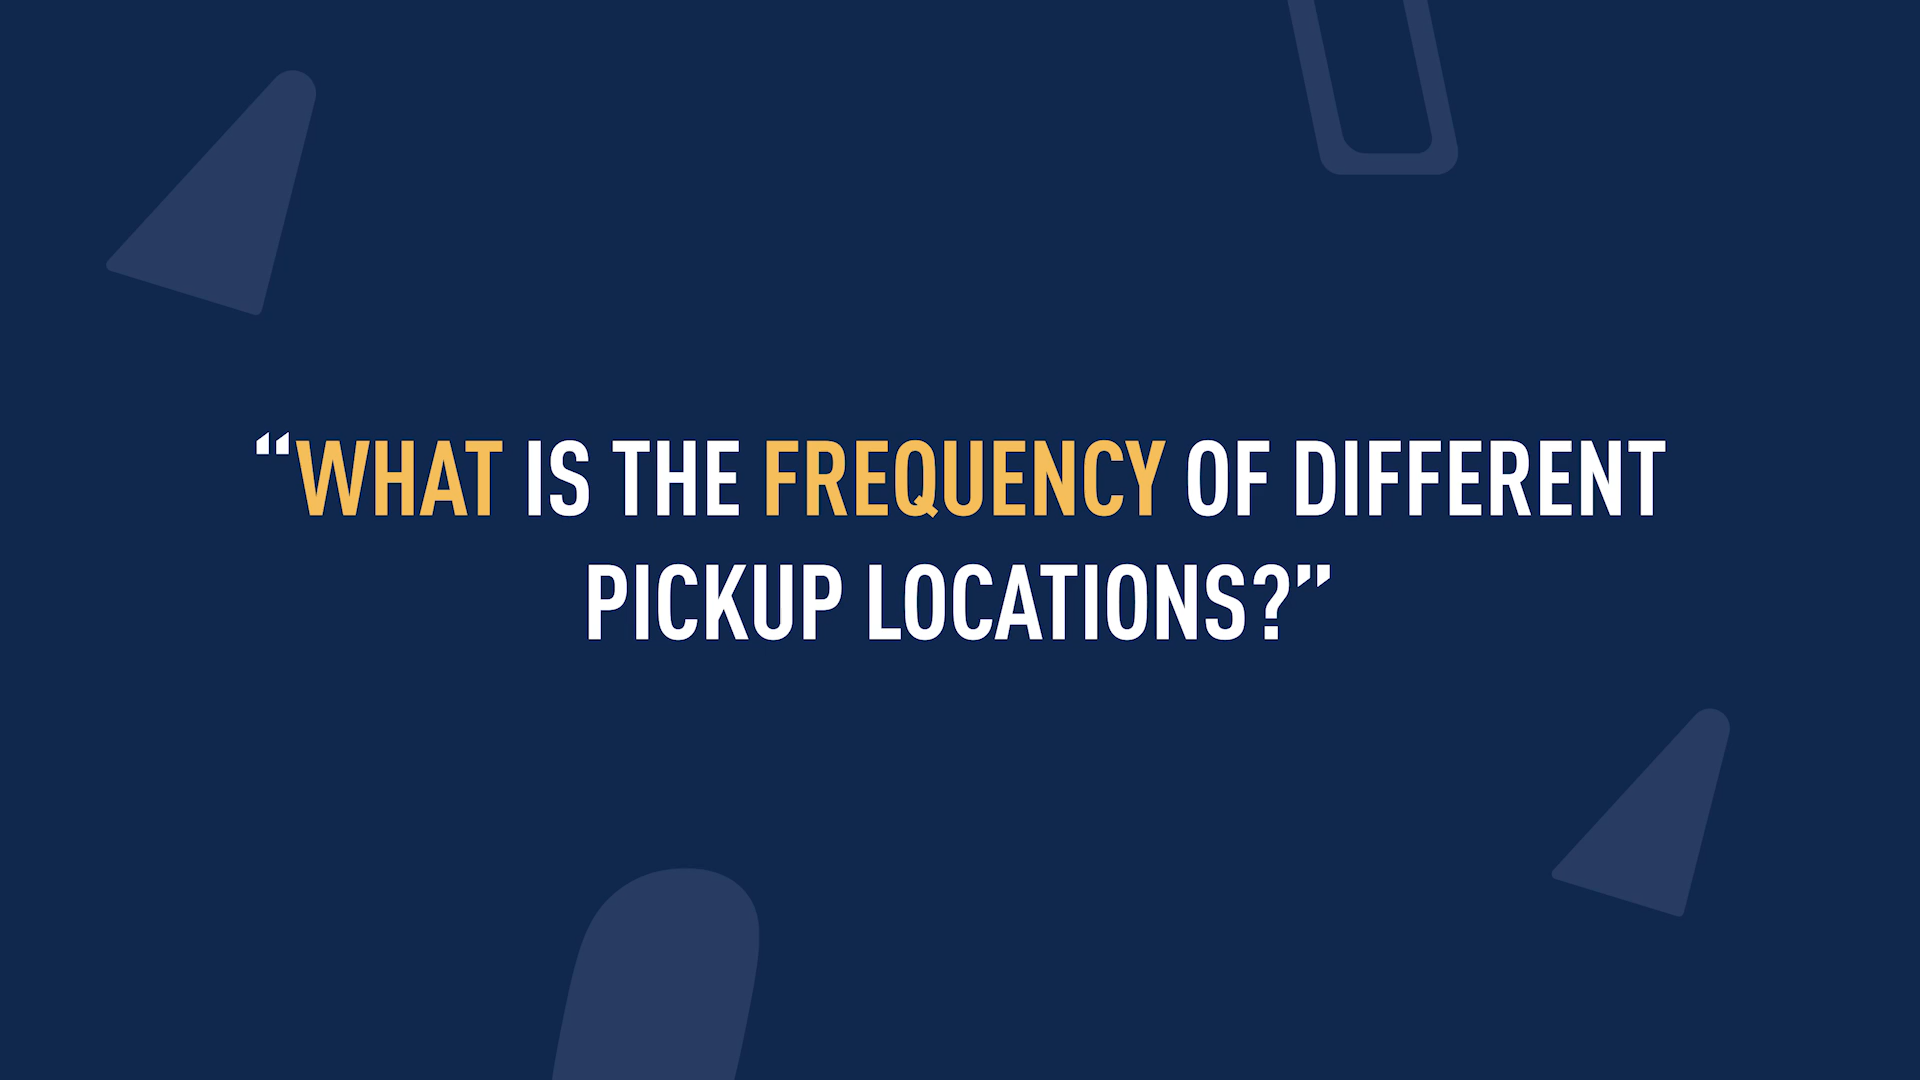 “WHAT IS THE FREQUENCY OF DIFFERENT
PICKUP LOCATIONS?”